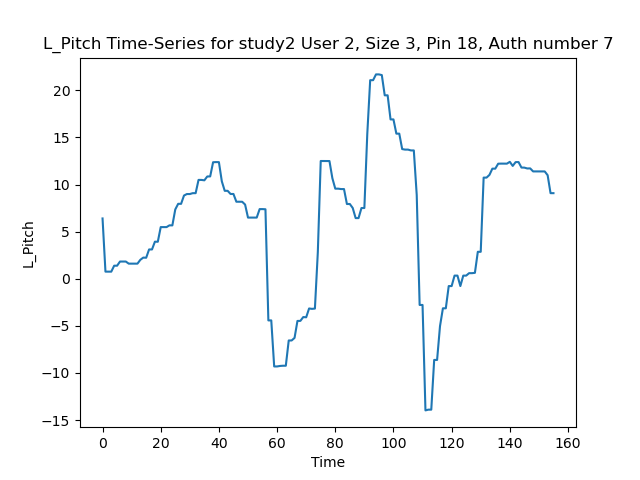 L_Pitch Time-Series for study2 User 2, Size 3, Pin 18, Auth number 7
20
15
10
5
0
−5
−10
−15
L_Pitch
0 20 40 60 80 100 120 140 160
Time